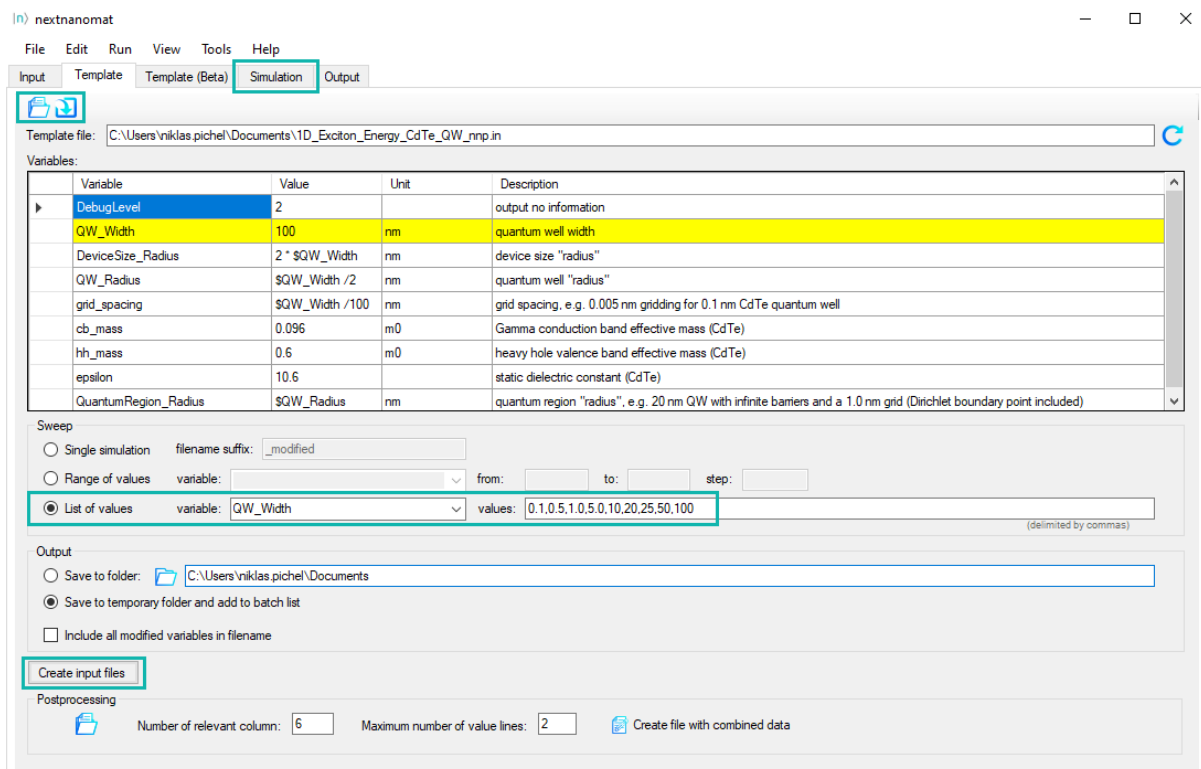 |n⟩ nextnanomat
File Edit Run View Tools Help
Input Template Template (Beta) Simulation Output
Template file: C:\Users\niklas.pichel\Documents\1D_Exciton_Energy_CdTe_QW_nnp.in
Variables:
Variable Value Unit Description
DebugLevel 2 output no information
QW_Width 100 nm quantum well width
DeviceSize_Radius 2 * $QW_Width nm device size "radius"
QW_Radius $QW_Width /2 nm quantum well "radius"
grid_spacing $QW_Width /100 nm grid spacing, e.g. 0.005 nm gridding for 0.1 nm CdTe quantum well
cb_mass 0.096 m0 Gamma conduction band effective mass (CdTe)
hh_mass 0.6 m0 heavy hole valence band effective mass (CdTe)
epsilon 10.6 static dielectric constant (CdTe)
QuantumRegion_Radius $QW_Radius nm quantum region "radius", e.g. 20 nm QW with infinite barriers and a 1.0 nm grid (Dirichlet boundary point included)
Sweep
Single simulation filename suffix: _modified
Range of values variable: from: to: step:
List of values variable: QW_Width values: 0.1,0.5,1.0,5.0,10,20,25,50,100
(delimited by commas)
Output
Save to folder: C:\Users\niklas.pichel\Documents
Save to temporary folder and add to batch list
Include all modified variables in filename
Create input files
Postprocessing
Number of relevant column: 6 Maximum number of value lines: 2 Create file with combined data